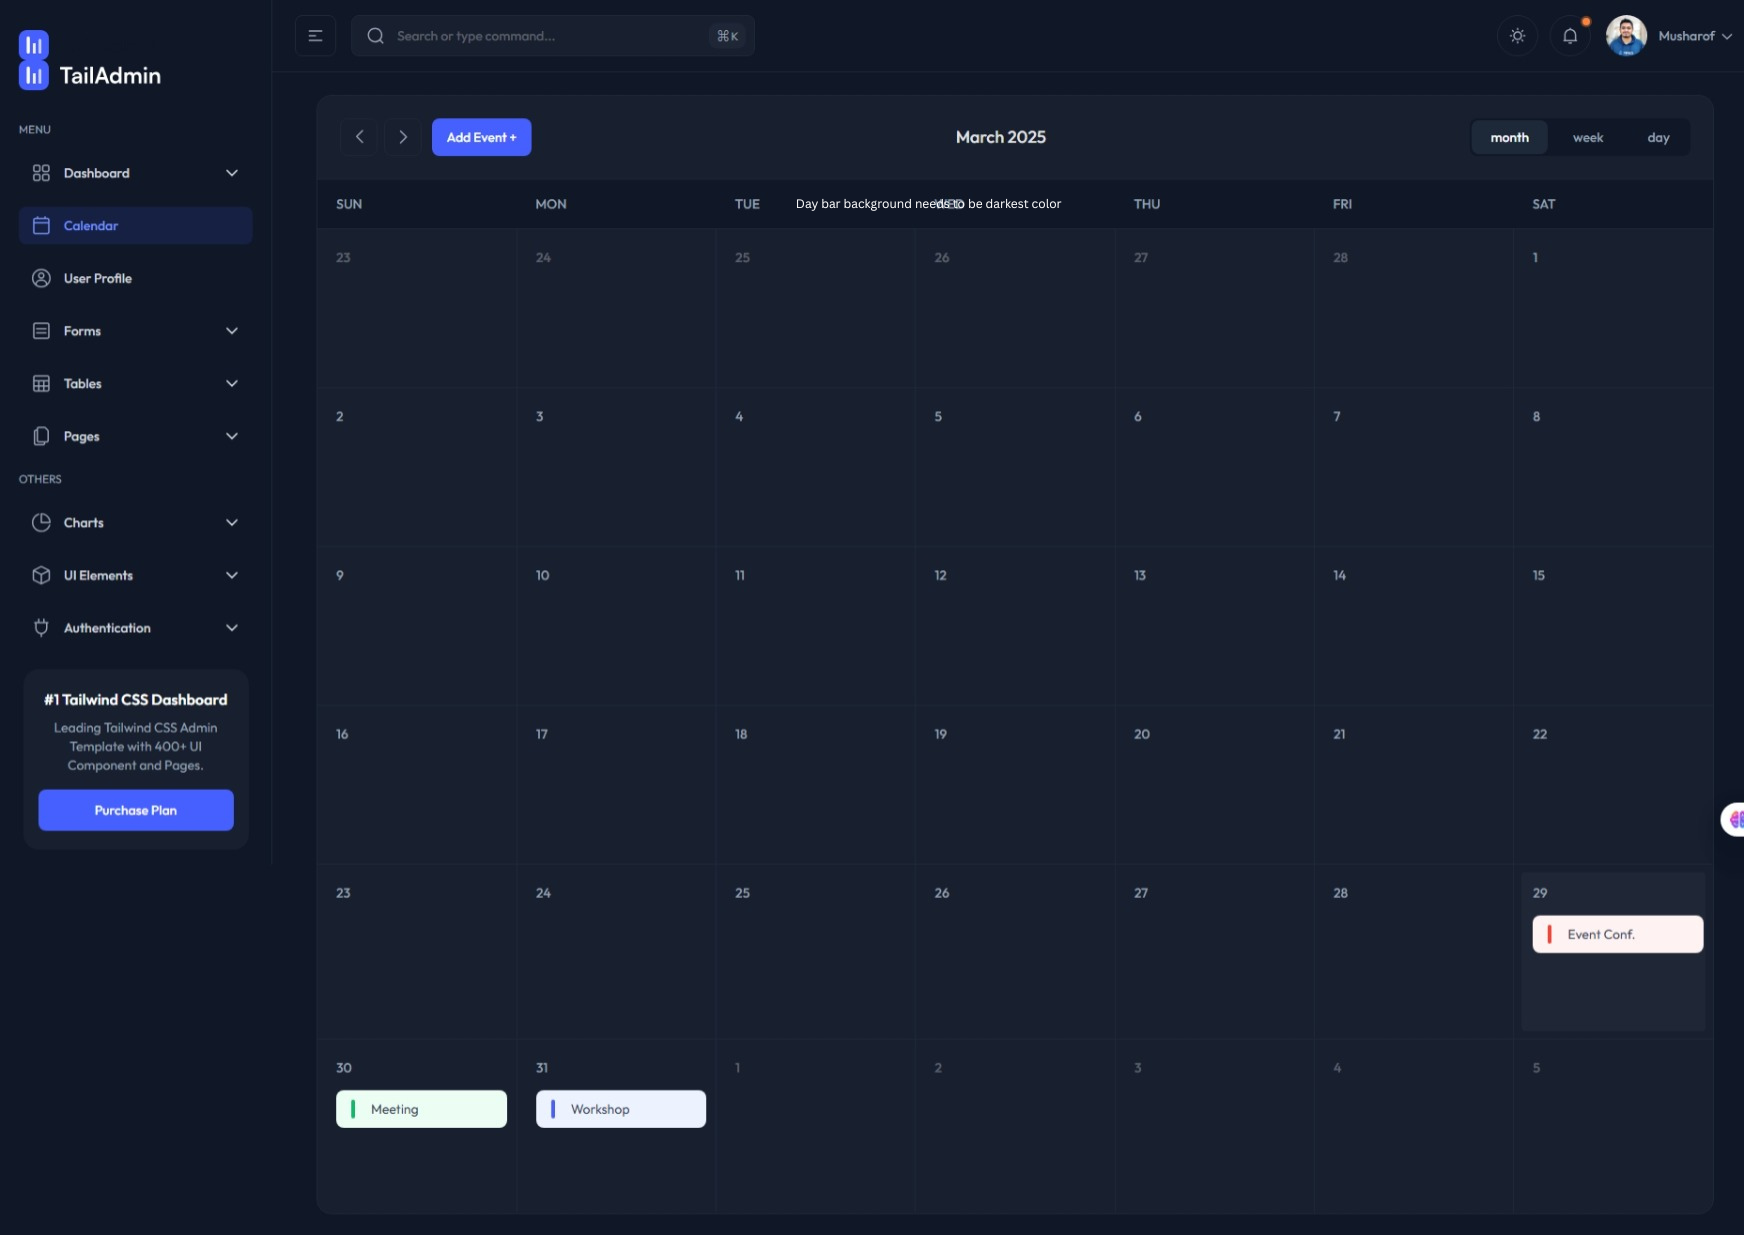 TailAdmin
Search or type command...
⌘K
Musharof
MENU
Dashboard
Calendar
User Profile
Forms
Tables
Pages
OTHERS
Charts
UI Elements
Authentication
#1 Tailwind CSS Dashboard
Leading Tailwind CSS Admin
Template with 400+ UI
Component and Pages.
Purchase Plan
Add Event +
March 2025
month week day
SUN MON TUE WED THU FRI SAT
Day bar background needs to be darkest color
23 24 25 26 27 28 1
2 3 4 5 6 7 8
9 10 11 12 13 14 15
16 17 18 19 20 21 22
23 24 25 26 27 28 29
Event Conf.
30 31 1 2 3 4 5
Meeting Workshop